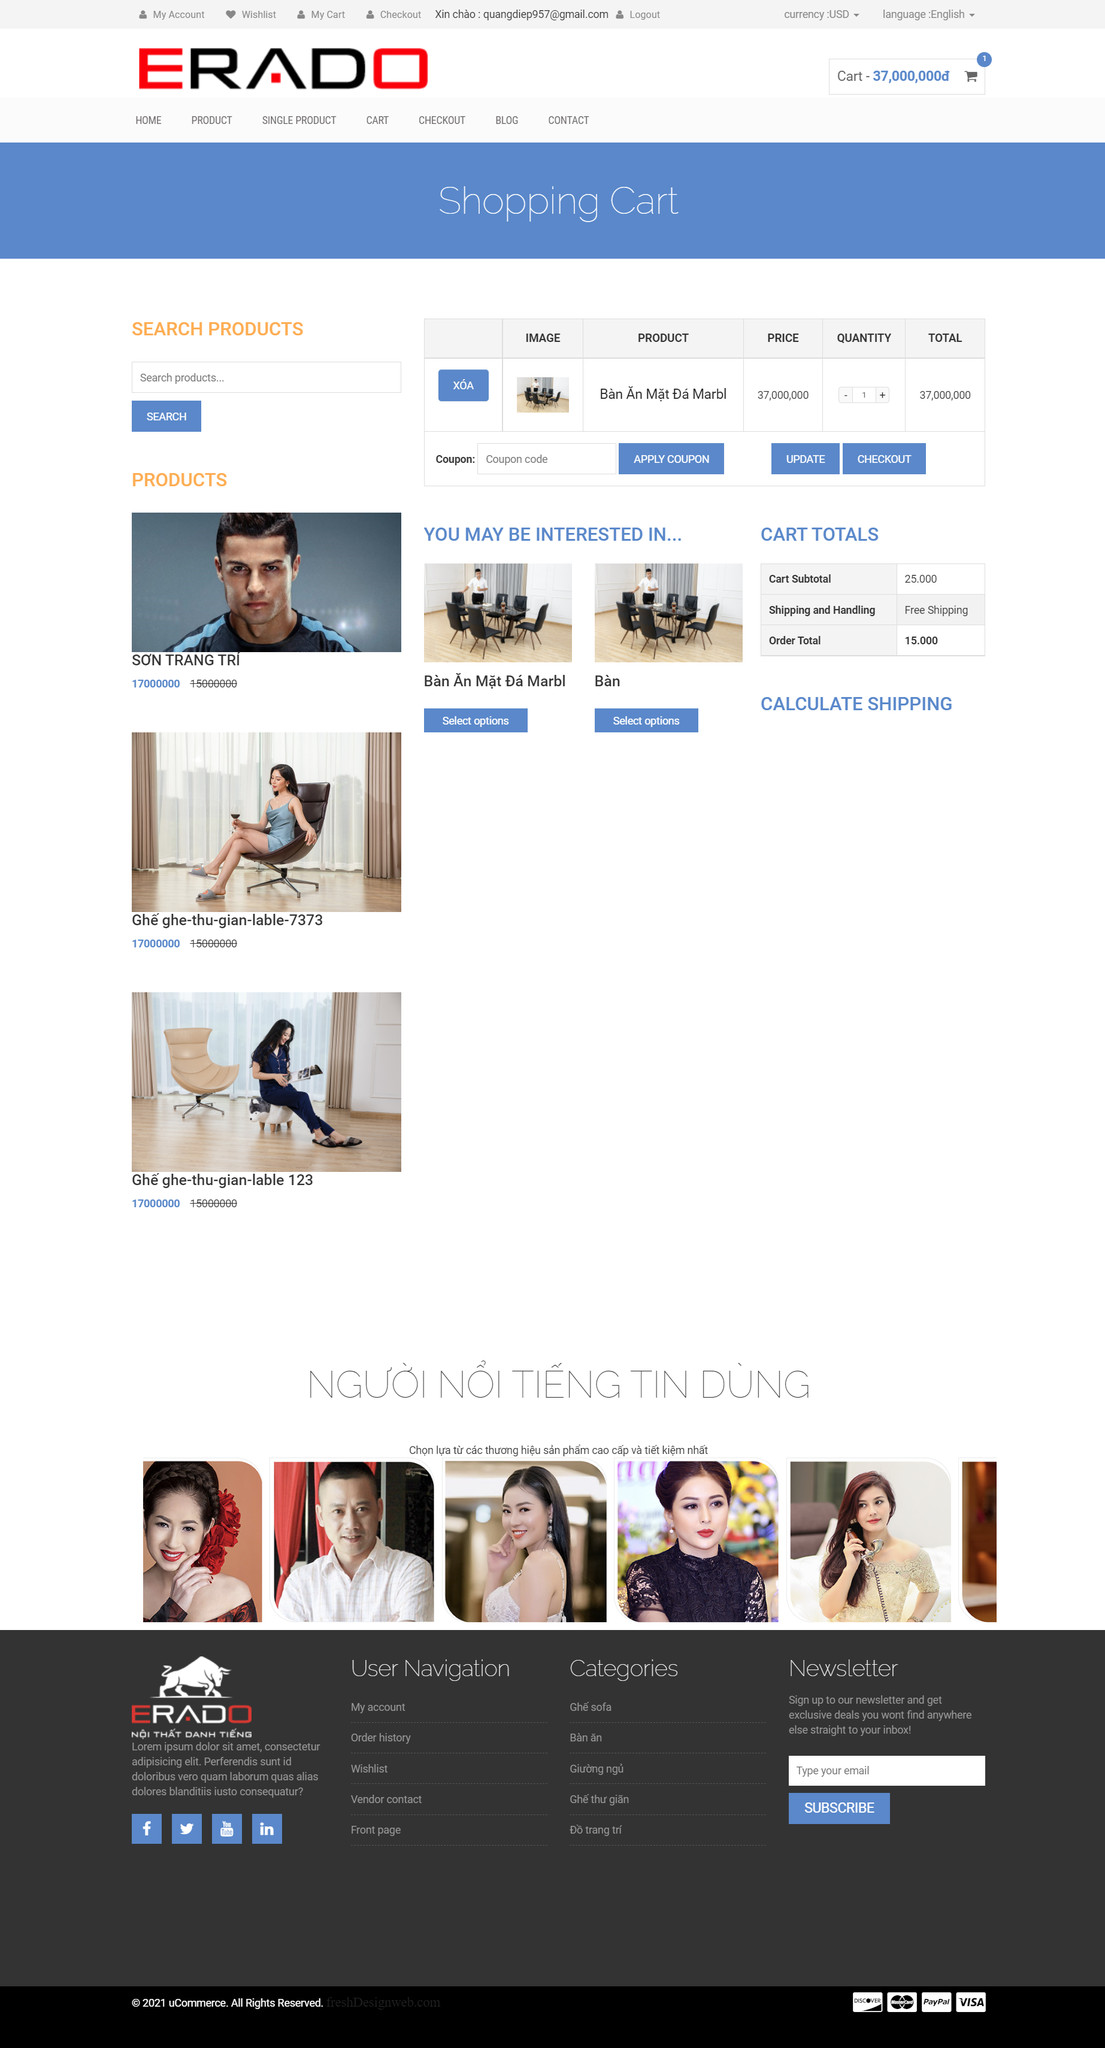 My Account Wishlist My Cart Checkout Xin chào : quangdiep957@gmail.com Logout currency :USD language :English
ERADO
Cart - 37,000,000đ
1
HOME PRODUCT SINGLE PRODUCT CART CHECKOUT BLOG CONTACT
Shopping Cart
SEARCH PRODUCTS
Search products...
SEARCH
PRODUCTS
SƠN TRANG TRÍ
17000000 15000000
Ghế ghe-thu-gian-lable-7373
17000000 15000000
Ghế ghe-thu-gian-lable 123
17000000 15000000
IMAGE PRODUCT PRICE QUANTITY TOTAL
XÓA Bàn Ăn Mặt Đá Marbl 37,000,000 - 1 + 37,000,000
Coupon: Coupon code APPLY COUPON UPDATE CHECKOUT
YOU MAY BE INTERESTED IN...
Bàn Ăn Mặt Đá Marbl
Select options
Bàn
Select options
CART TOTALS
Cart Subtotal 25.000
Shipping and Handling Free Shipping
Order Total 15.000
CALCULATE SHIPPING
NGƯỜI NỔI TIẾNG TIN DÙNG
Chọn lựa từ các thương hiệu sản phẩm cao cấp và tiết kiệm nhất
ERADO
NỘI THẤT DANH TIẾNG
Lorem ipsum dolor sit amet, consectetur
adipisicing elit. Perferendis sunt id
doloribus vero quam laborum quas alias
dolores blanditiis iusto consequatur?
User Navigation
My account
Order history
Wishlist
Vendor contact
Front page
Categories
Ghế sofa
Bàn ăn
Giường ngủ
Ghế thư giãn
Đồ trang trí
Newsletter
Sign up to our newsletter and get
exclusive deals you wont find anywhere
else straight to your inbox!
Type your email
SUBSCRIBE
© 2021 uCommerce. All Rights Reserved. freshDesignweb.com
DISCOVER MasterCard PayPal VISA